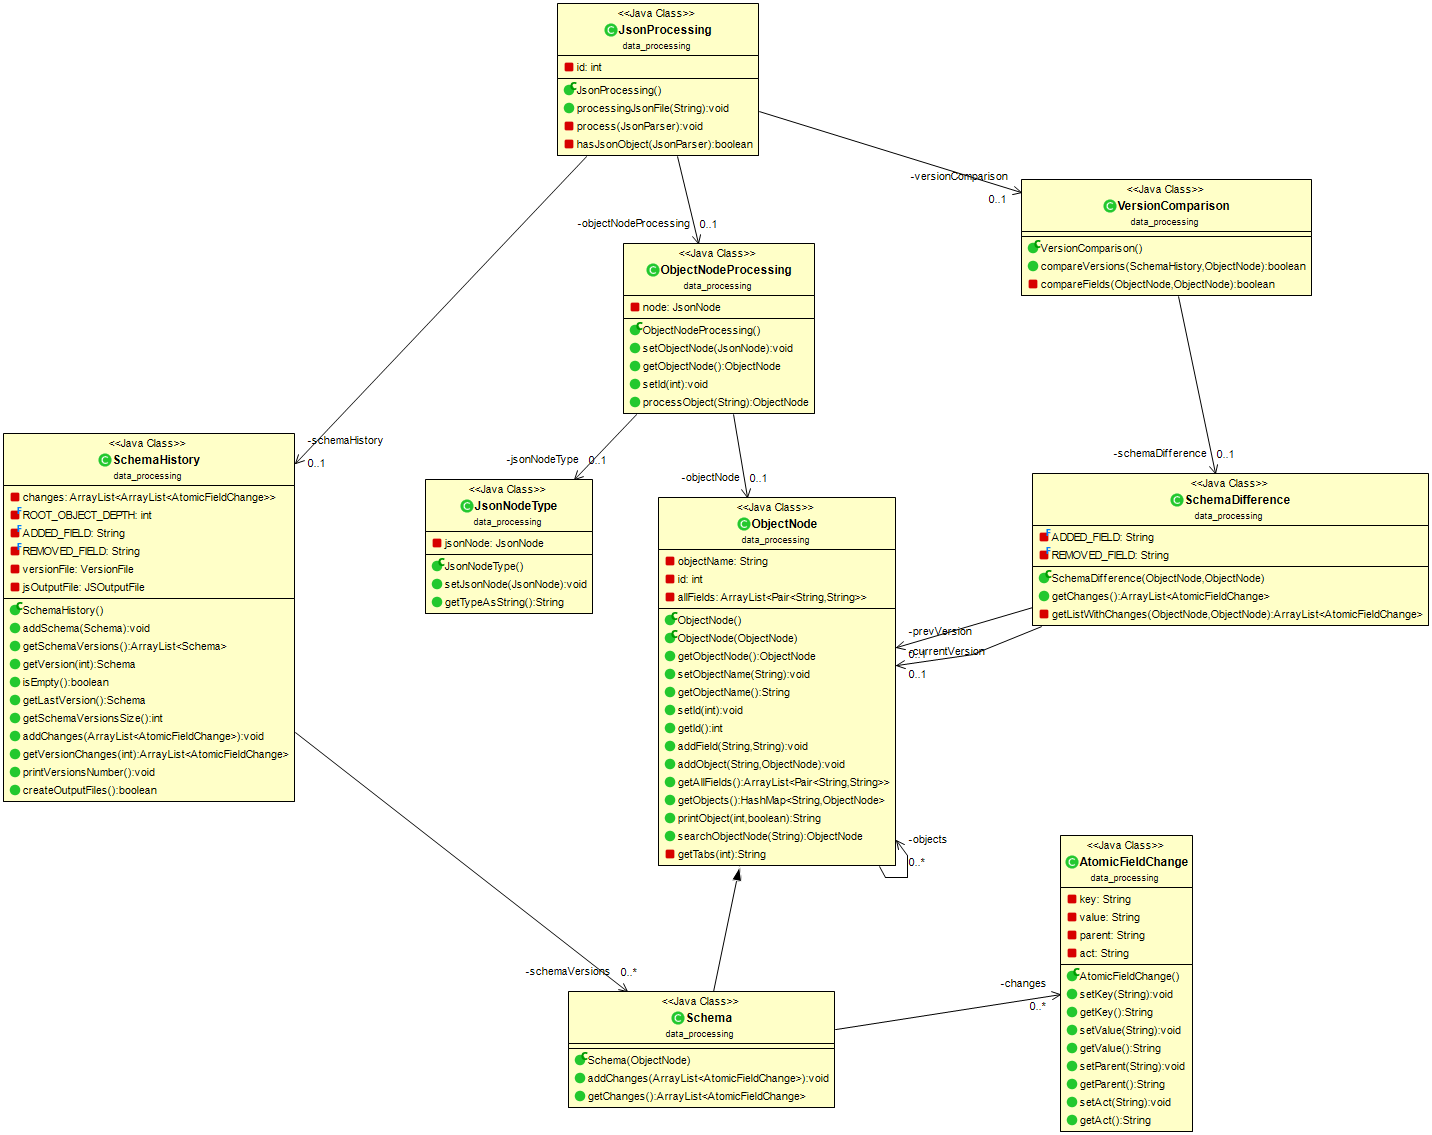 <<Java Class>>
JsonProcessing
data_processing
id: int
JsonProcessing()
processingJsonFile(String):void
process(JsonParser):void
hasJsonObject(JsonParser):boolean
-versionComparison
0..1
<<Java Class>>
VersionComparison
data_processing
VersionComparison()
compareVersions(SchemaHistory,ObjectNode):boolean
compareFields(ObjectNode,ObjectNode):boolean
-objectNodeProcessing
0..1
<<Java Class>>
ObjectNodeProcessing
data_processing
node: JsonNode
ObjectNodeProcessing()
setObjectNode(JsonNode):void
getObjectNode():ObjectNode
setId(int):void
processObject(String):ObjectNode
-schemaHistory
0..1
<<Java Class>>
SchemaHistory
data_processing
changes: ArrayList<ArrayList<AtomicFieldChange>>
ROOT_OBJECT_DEPTH: int
ADDED_FIELD: String
REMOVED_FIELD: String
versionFile: VersionFile
jsOutputFile: JSOutputFile
SchemaHistory()
addSchema(Schema):void
getSchemaVersions():ArrayList<Schema>
getVersion(int):Schema
isEmpty():boolean
getLastVersion():Schema
getSchemaVersionsSize():int
addChanges(ArrayList<AtomicFieldChange>):void
getVersionChanges(int):ArrayList<AtomicFieldChange>
printVersionsNumber():void
createOutputFiles():boolean
-jsonNodeType
0..1
<<Java Class>>
JsonNodeType
data_processing
jsonNode: JsonNode
JsonNodeType()
setJsonNode(JsonNode):void
getTypeAsString():String
-objectNode
0..1
<<Java Class>>
ObjectNode
data_processing
objectName: String
id: int
allFields: ArrayList<Pair<String,String>>
ObjectNode()
ObjectNode(ObjectNode)
getObjectNode():ObjectNode
setObjectName(String):void
getObjectName():String
setId(int):void
getId():int
addField(String,String):void
addObject(String,ObjectNode):void
getAllFields():ArrayList<Pair<String,String>>
getObjects():HashMap<String,ObjectNode>
printObject(int,boolean):String
searchObjectNode(String):ObjectNode
getTabs(int):String
-schemaDifference
0..1
<<Java Class>>
SchemaDifference
data_processing
ADDED_FIELD: String
REMOVED_FIELD: String
SchemaDifference(ObjectNode,ObjectNode)
getChanges():ArrayList<AtomicFieldChange>
getListWithChanges(ObjectNode,ObjectNode):ArrayList<AtomicFieldChange>
-prevVersion
0..1
-currentVersion
0..1
-objects
0..*
-schemaVersions
0..*
<<Java Class>>
Schema
data_processing
Schema(ObjectNode)
addChanges(ArrayList<AtomicFieldChange>):void
getChanges():ArrayList<AtomicFieldChange>
-changes
0..*
<<Java Class>>
AtomicFieldChange
data_processing
key: String
value: String
parent: String
act: String
AtomicFieldChange()
setKey(String):void
getKey():String
setValue(String):void
getValue():String
setParent(String):void
getParent():String
setAct(String):void
getAct():String